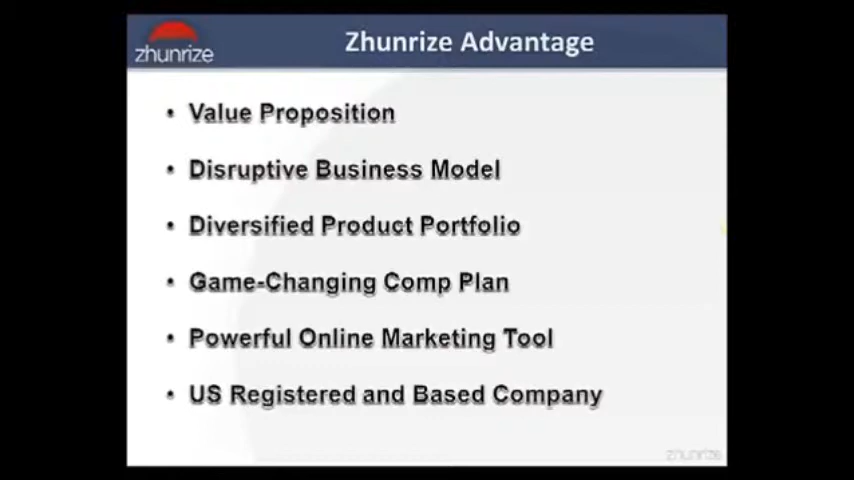 zhunrize
Zhunrize Advantage
• Value Proposition
• Disruptive Business Model
• Diversified Product Portfolio
• Game-Changing Comp Plan
• Powerful Online Marketing Tool
• US Registered and Based Company
zhunrize